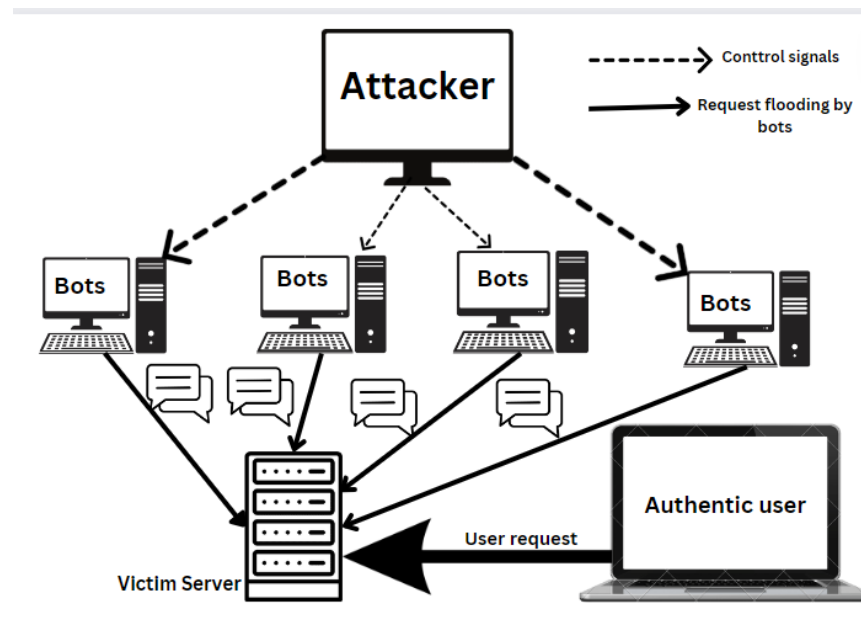 Attacker
Conttrol signals
Request flooding by
bots
Bots
Bots
Bots
Bots
Authentic user
User request
Victim Server